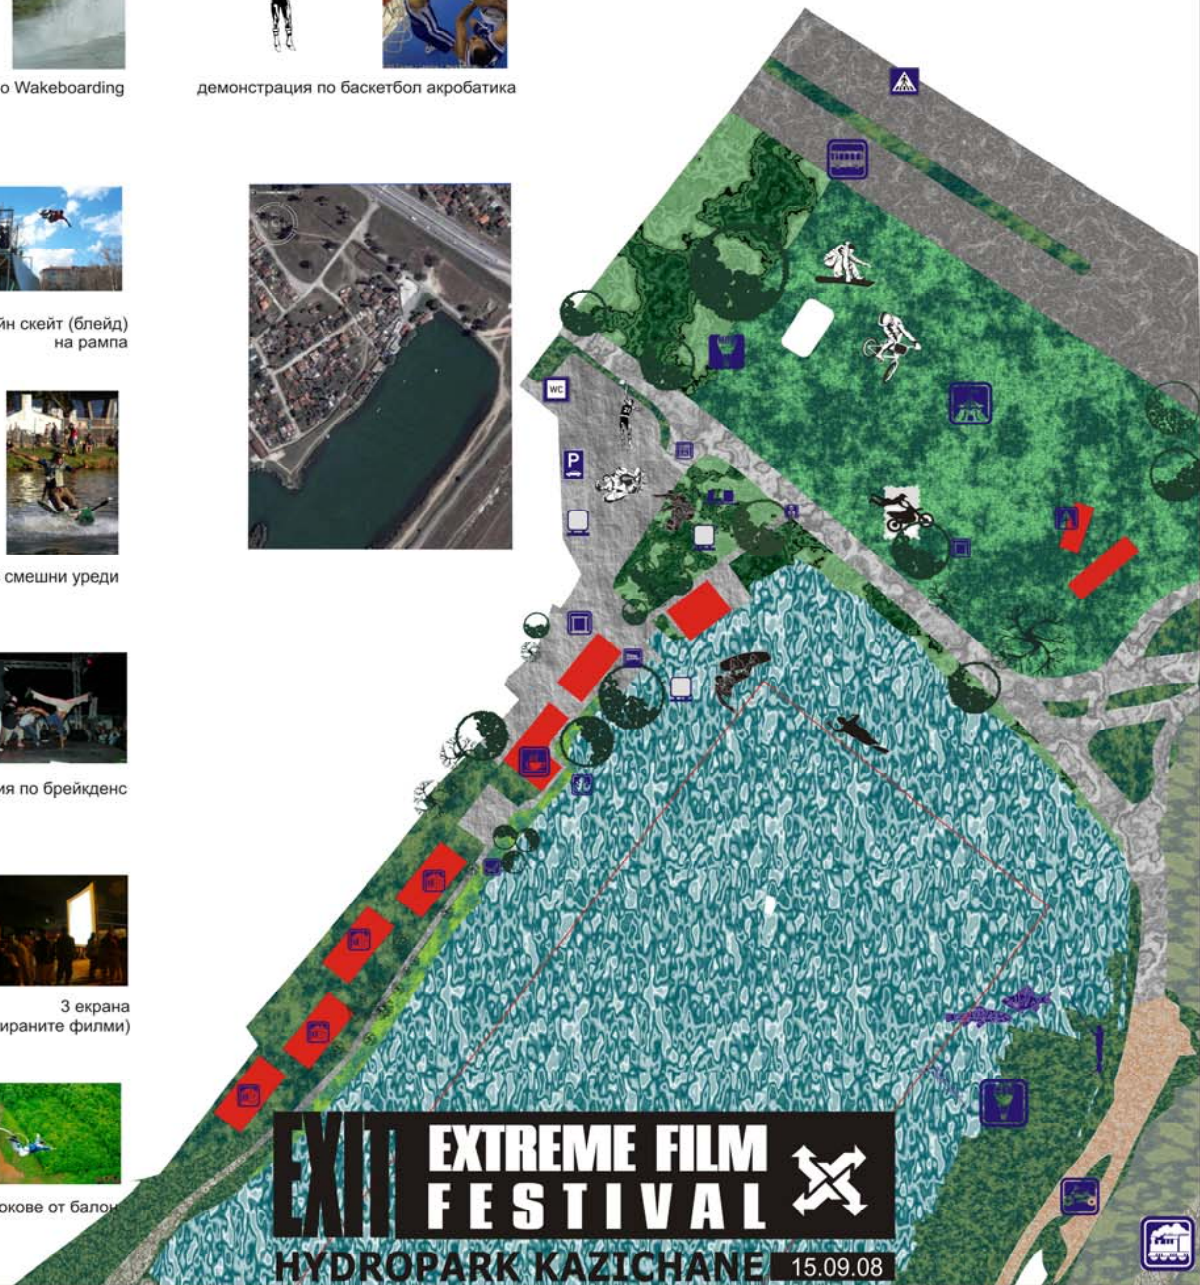 о Wakeboarding
демонстрация по баскетбол акробатика
йн скейт (блейд)
на рампа
смешни уреди
ия по брейкденс
3 екрана
ираните филми)
окове от балон
WC
P
EXIT
EXTREME FILM
FESTIVAL
HYDROPARK KAZICHANE
15.09.08